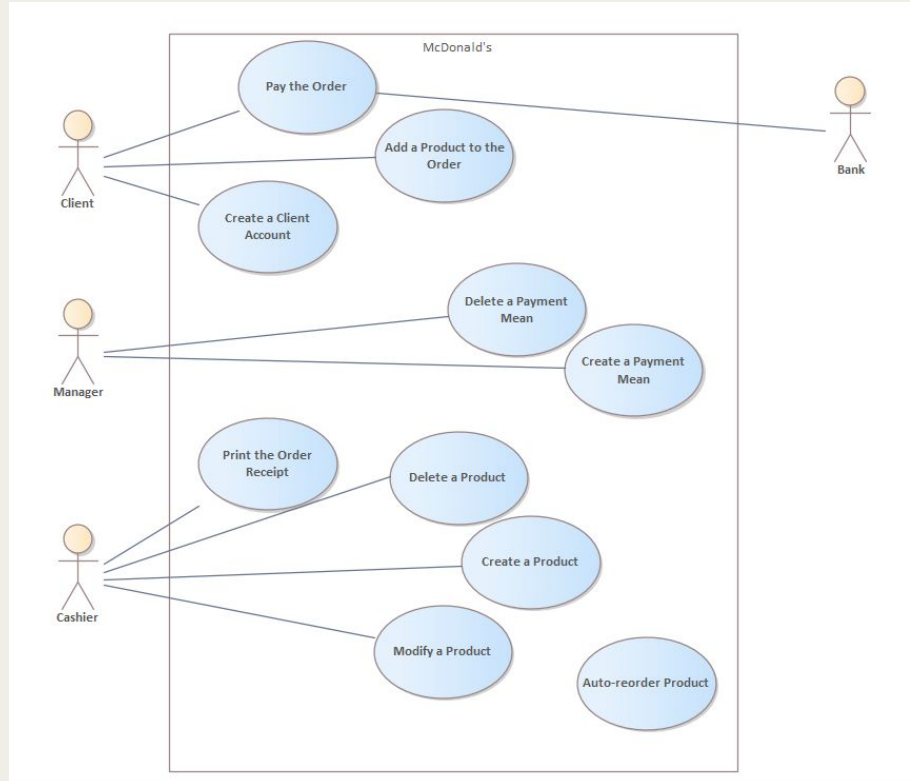 McDonald's
Pay the Order
Add a Product to the
Order
Client
Bank
Create a Client
Account
Delete a Payment
Mean
Create a Payment
Mean
Manager
Print the Order
Receipt
Delete a Product
Create a Product
Cashier
Modify a Product
Auto-reorder Product